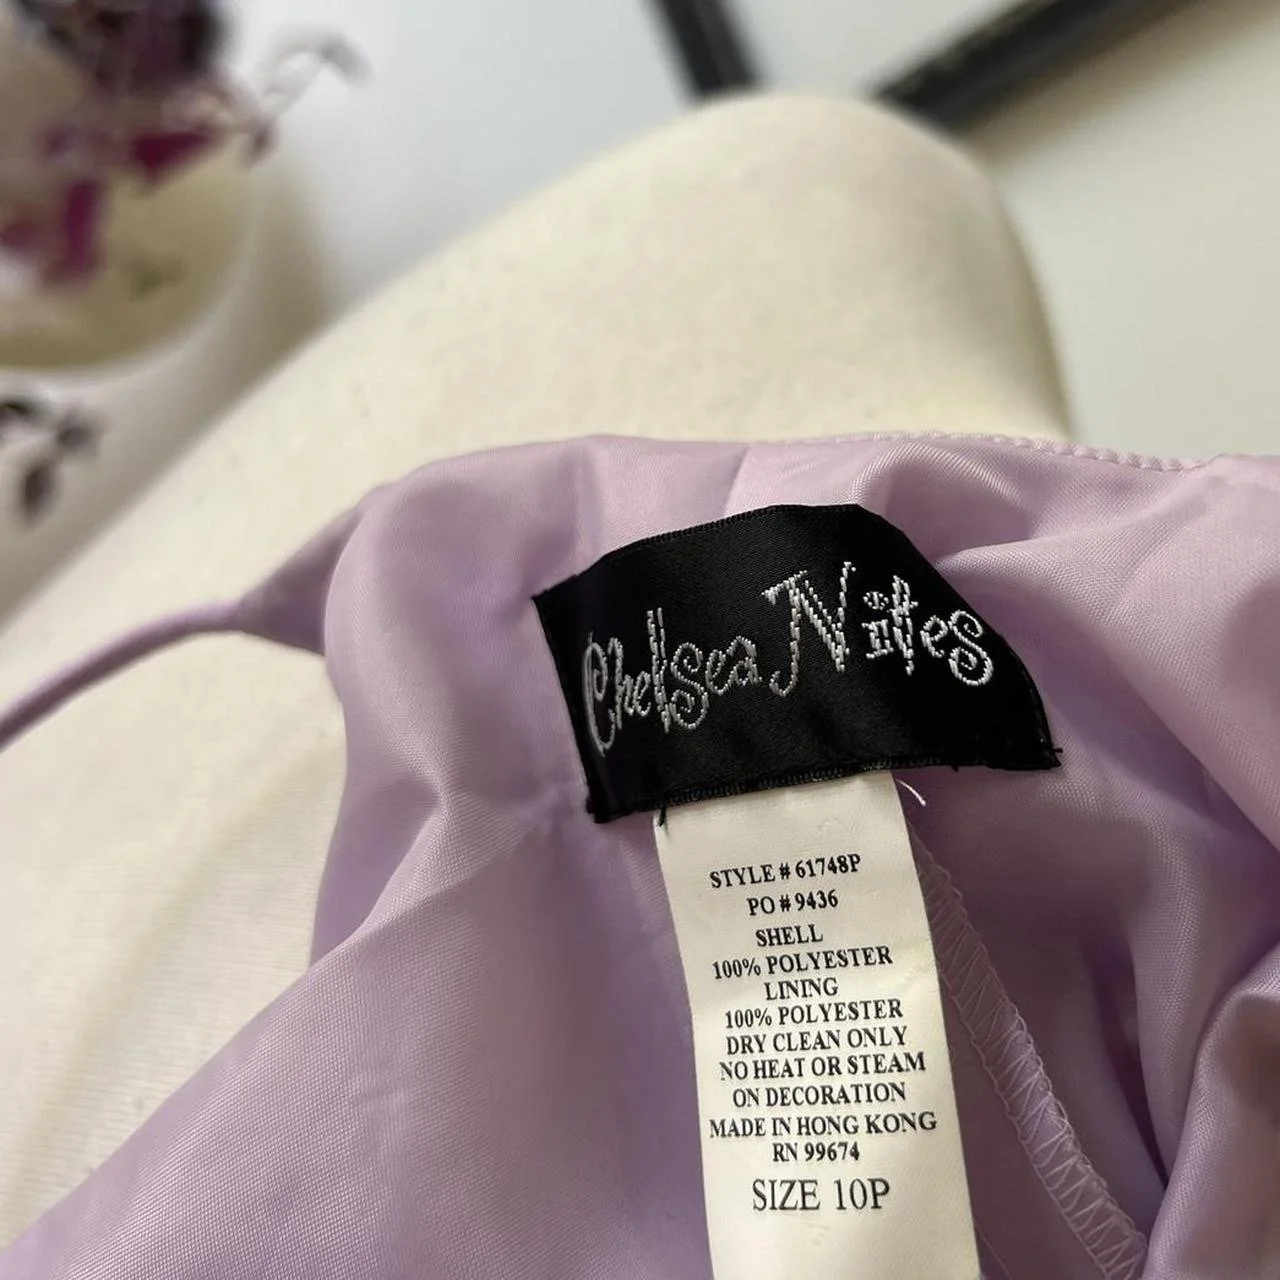 Chelsea Nites
STYLE # 61748P
PO # 9436
SHELL
100% POLYESTER
LINING
100% POLYESTER
DRY CLEAN ONLY
NO HEAT OR STEAM
ON DECORATION
MADE IN HONG KONG
RN 99674
SIZE 10P